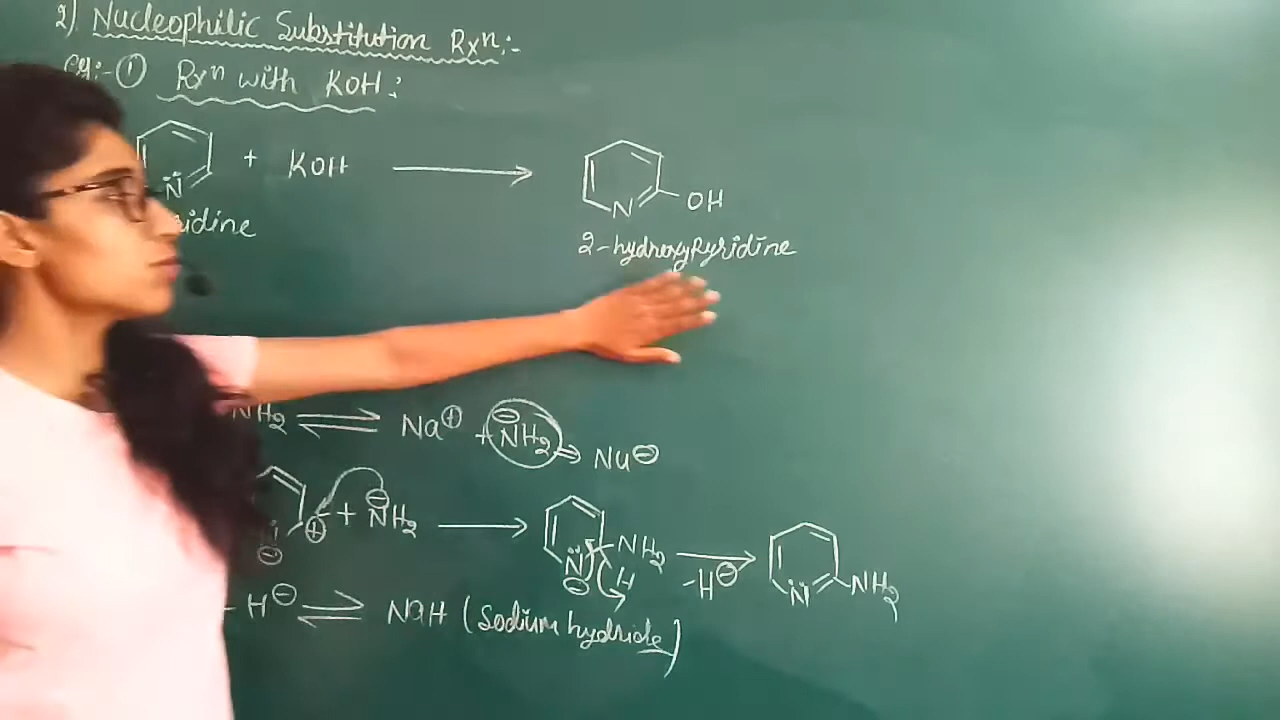 2) Nucleophilic Substitution Rxⁿ:-
Eg:- ① Rxⁿ with KOH :
N̈ + KOH ⟶ N OH
idine
2-hydroxyPyridine
NH₂ ⇌ Na⊕ + ⊖NH₂ → Nu⊖
⊖ ⊕ + ⊖NH₂ ⟶ N̈ ⊖ NH₂ H -H⊖ ⟶ N̈ NH₂
H⊖ ⇌ NaH (Sodium hydride)